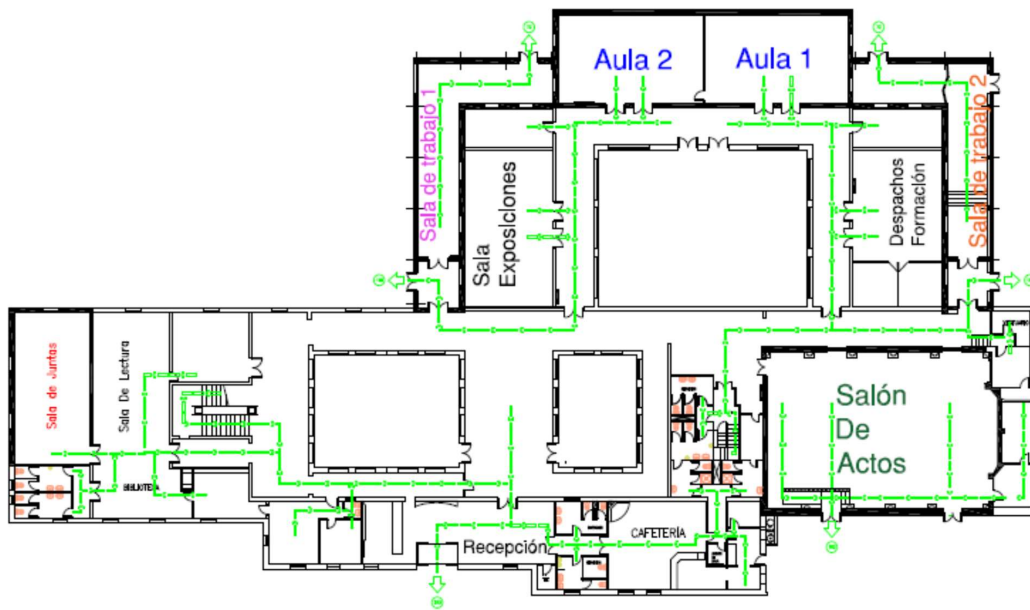 Aula 2
Aula 1
Sala de trabajo 1
Sala de trabajo 2
Sala
Exposiciones
Despachos
Formación
Sala de Juntas
Sala De Lectura
Salón
De
Actos
BIBLIOTECA
CAFETERÍA
Recepción